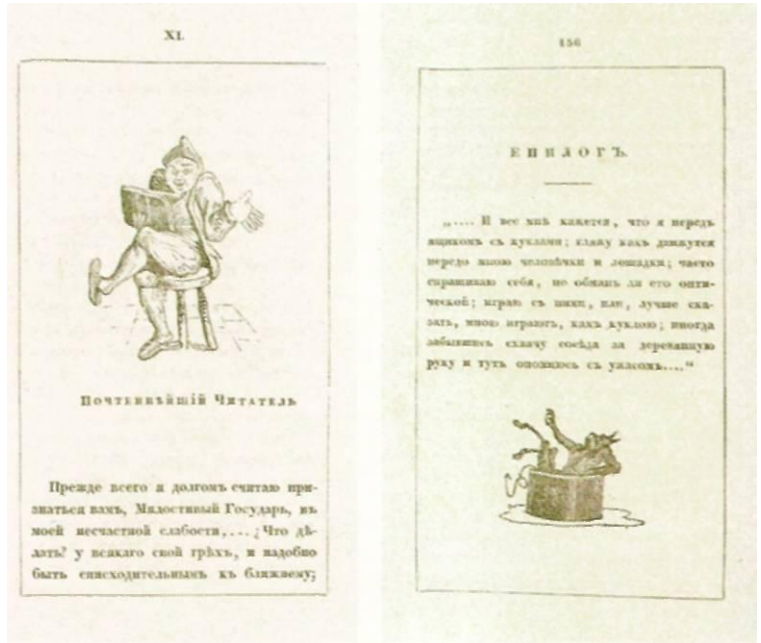 XI.
Почтеннѣйшій Читатель
Прежде всего я долгомъ считаю при-
знаться вамъ, Милостивый Государь, въ
моей несчастной слабости,...¿Что дѣ-
лать? у всякаго свой грѣхъ, и надобно
быть снисходительнымъ къ ближнему;
156
ЕПИЛОГЪ.
„.... И все мнѣ кажется, что я передъ
ящикомъ съ куклами; гляжу какъ движутся
передо мною человѣчки и лошадки; часто
спрашиваю себя, не обманъ ли ето опти-
ческой; играю съ ними, или, лучше ска-
зать, мною играютъ, какъ куклою; иногда
забывшись схвачу сосѣда за деревянную
руку и тутъ опомнюсь съ ужасомъ...."